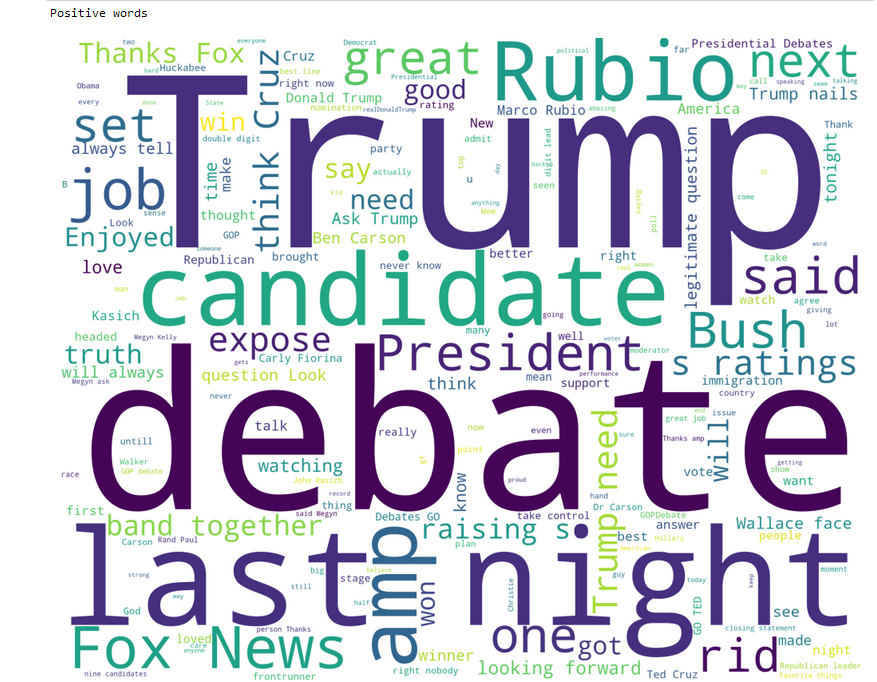 Positive words
two
everyone
Democrat
political
Presidential Debates
Thanks Fox
Cruz
great
Rubio
far
next
hard
Huckabee
best line
Presidential
call
speaking
seem
talking
Obama
right now
good
may
Trump nails
every
done
State
Donald Trump
rating
nomination
realDonaldTrump
Marco Rubio
amazing
America
set
win
think Cruz
Trump
New
Thank
double digit
party
admit
always tell
time
make
say
actually
top
day
back
digit lead
legitimate question
tonight
B
job
sense
via
need
u
seen
anything
Wow
saying
poll
DC
come
Look
thought
Ask Trump
Enjoyed
GOP
Ben Carson
someone
word
love
Republican
brought
never know
better
right
real
women
take
said
man
Jeb
candidate
watch
agree
giving
lot
Kasich
going
many
Bush
headed
Megyn Kelly
expose
President
well
voter
moderator
truth
gets
Carly Fiorina
s ratings
will always
Megyn ask
question Look
think
mean
performance
support
immigration
country
never
debate
end
issue
great job
talk
really
now
even
sure
Thanks amp
Will
untill
Walker
GOP debate
watching
point
getting
Trump need
race
John Kasich
record
know
proud
vote
show
want
first
said Megyn
thing
hand
Dr Carson
band together
Debates GO
take control
GOPDebate
answer
Wallace face
raising s
best
Hillary
people
Carson
Rand Paul
plan
American
last night
amp
strong
big
stage
believe
guy
today
keep
moment
way
still
half
won
Christie
God
GO TED
see
Fox News
person Thanks
closing statement
loved
care
anyone
one
got
made
night
winner
rid
nine candidates
frontrunner
right nobody
looking forward
Ted Cruz
Republican leader
favorite things